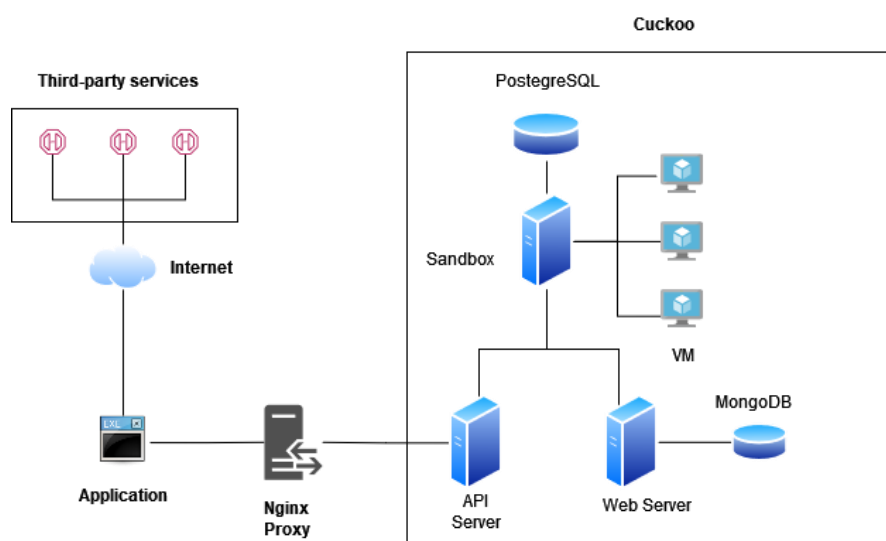 Cuckoo
Third-party services
PostegreSQL
Sandbox
Internet
VM
MongoDB
LXL
Application
Nginx
Proxy
API
Server
Web Server